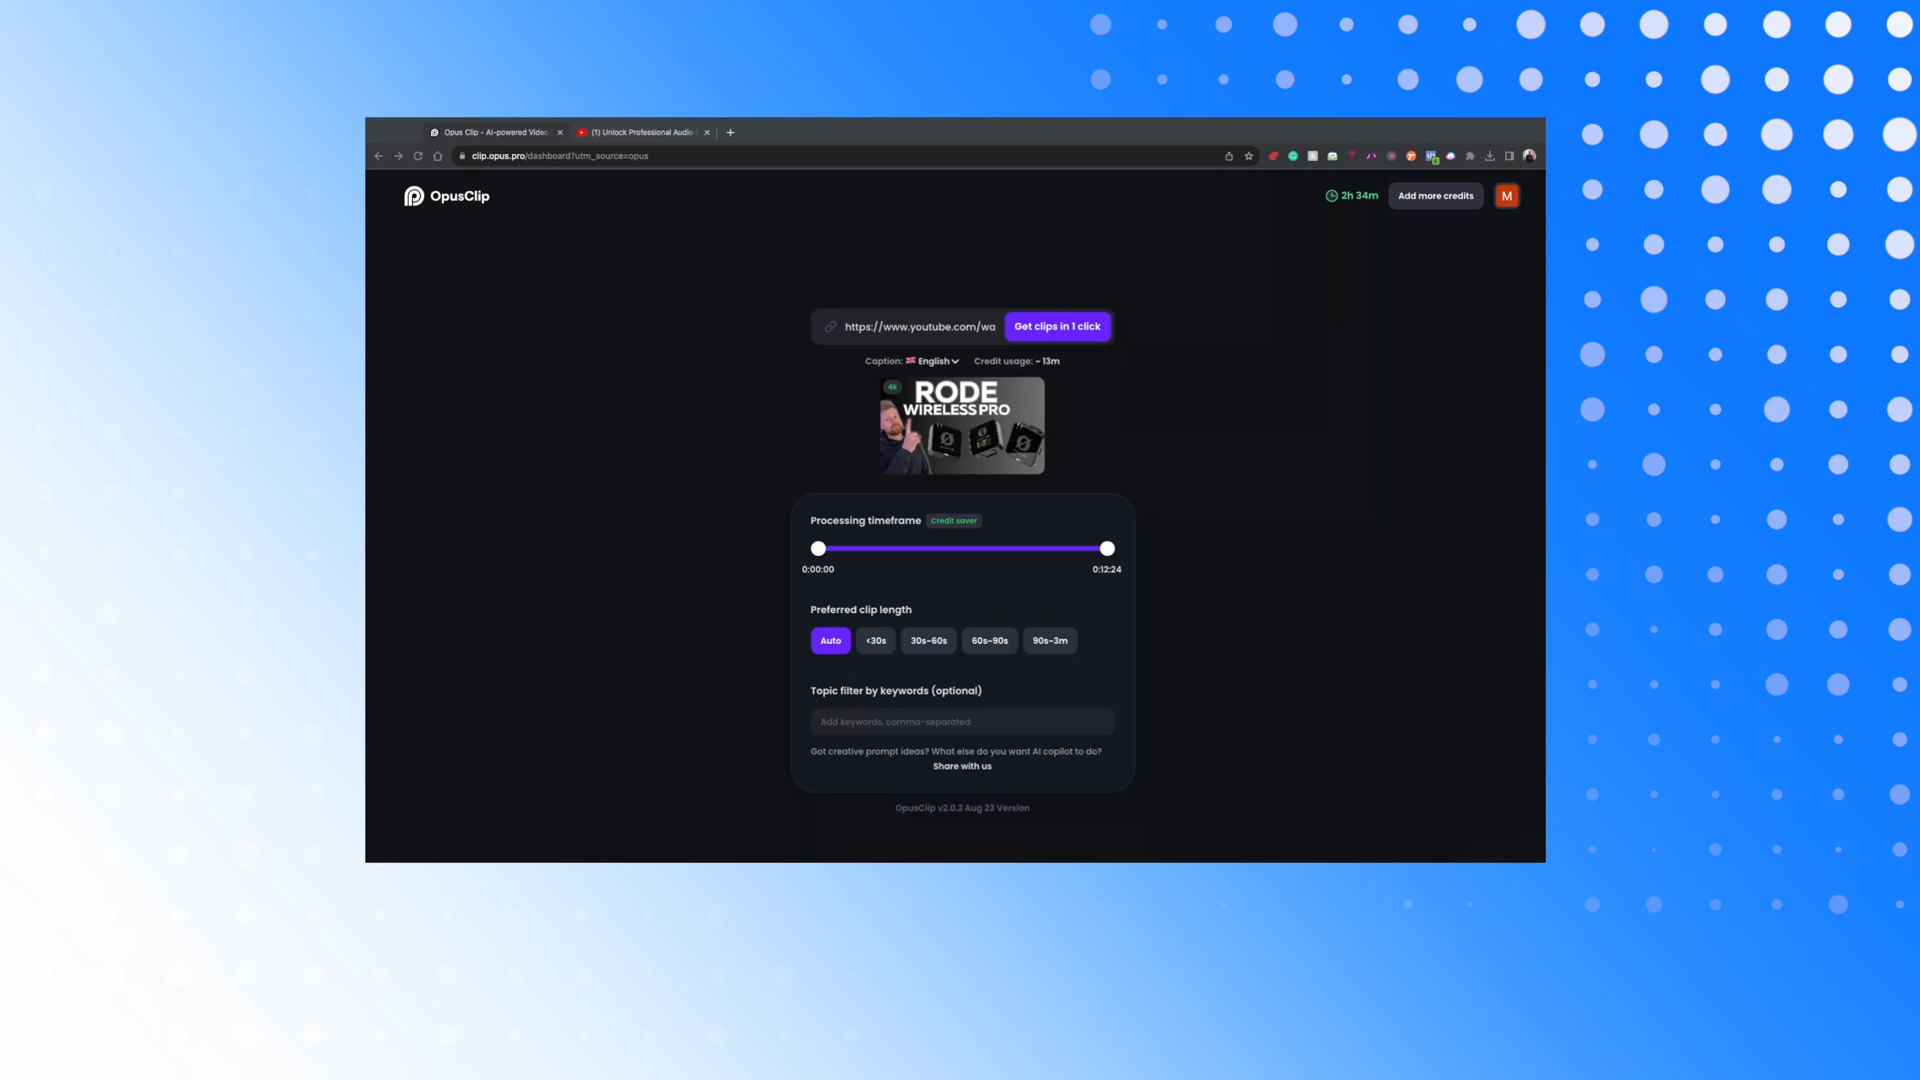 Opus Clip - AI-powered Video
(1) Unlock Professional Audio
clip.opus.pro/dashboard?utm_source=opus
OpusClip
2h 34m
Add more credits
M
https://www.youtube.com/wa
Get clips in 1 click
Caption: English
Credit usage: ~ 13m
4k
RODE
WIRELESS PRO
Processing timeframe
Credit saver
0:00:00
0:12:24
Preferred clip length
Auto
<30s
30s~60s
60s~90s
90s~3m
Topic filter by keywords (optional)
Add keywords, comma-separated
Got creative prompt ideas? What else do you want AI copilot to do?
Share with us
OpusClip v2.0.2 Aug 23 Version